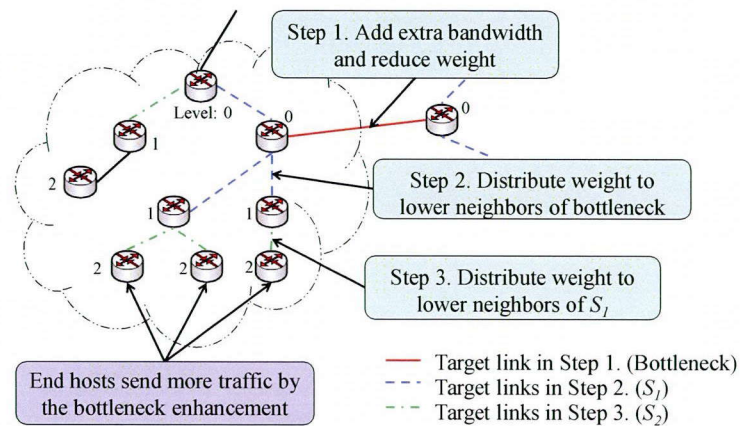 Step 1. Add extra bandwidth
and reduce weight
Level: 0
0
0
1
2
Step 2. Distribute weight to
lower neighbors of bottleneck
1
1
2
2
2
Step 3. Distribute weight to
lower neighbors of S1
End hosts send more traffic by
the bottleneck enhancement
Target link in Step 1. (Bottleneck)
Target links in Step 2. (S1)
Target links in Step 3. (S2)